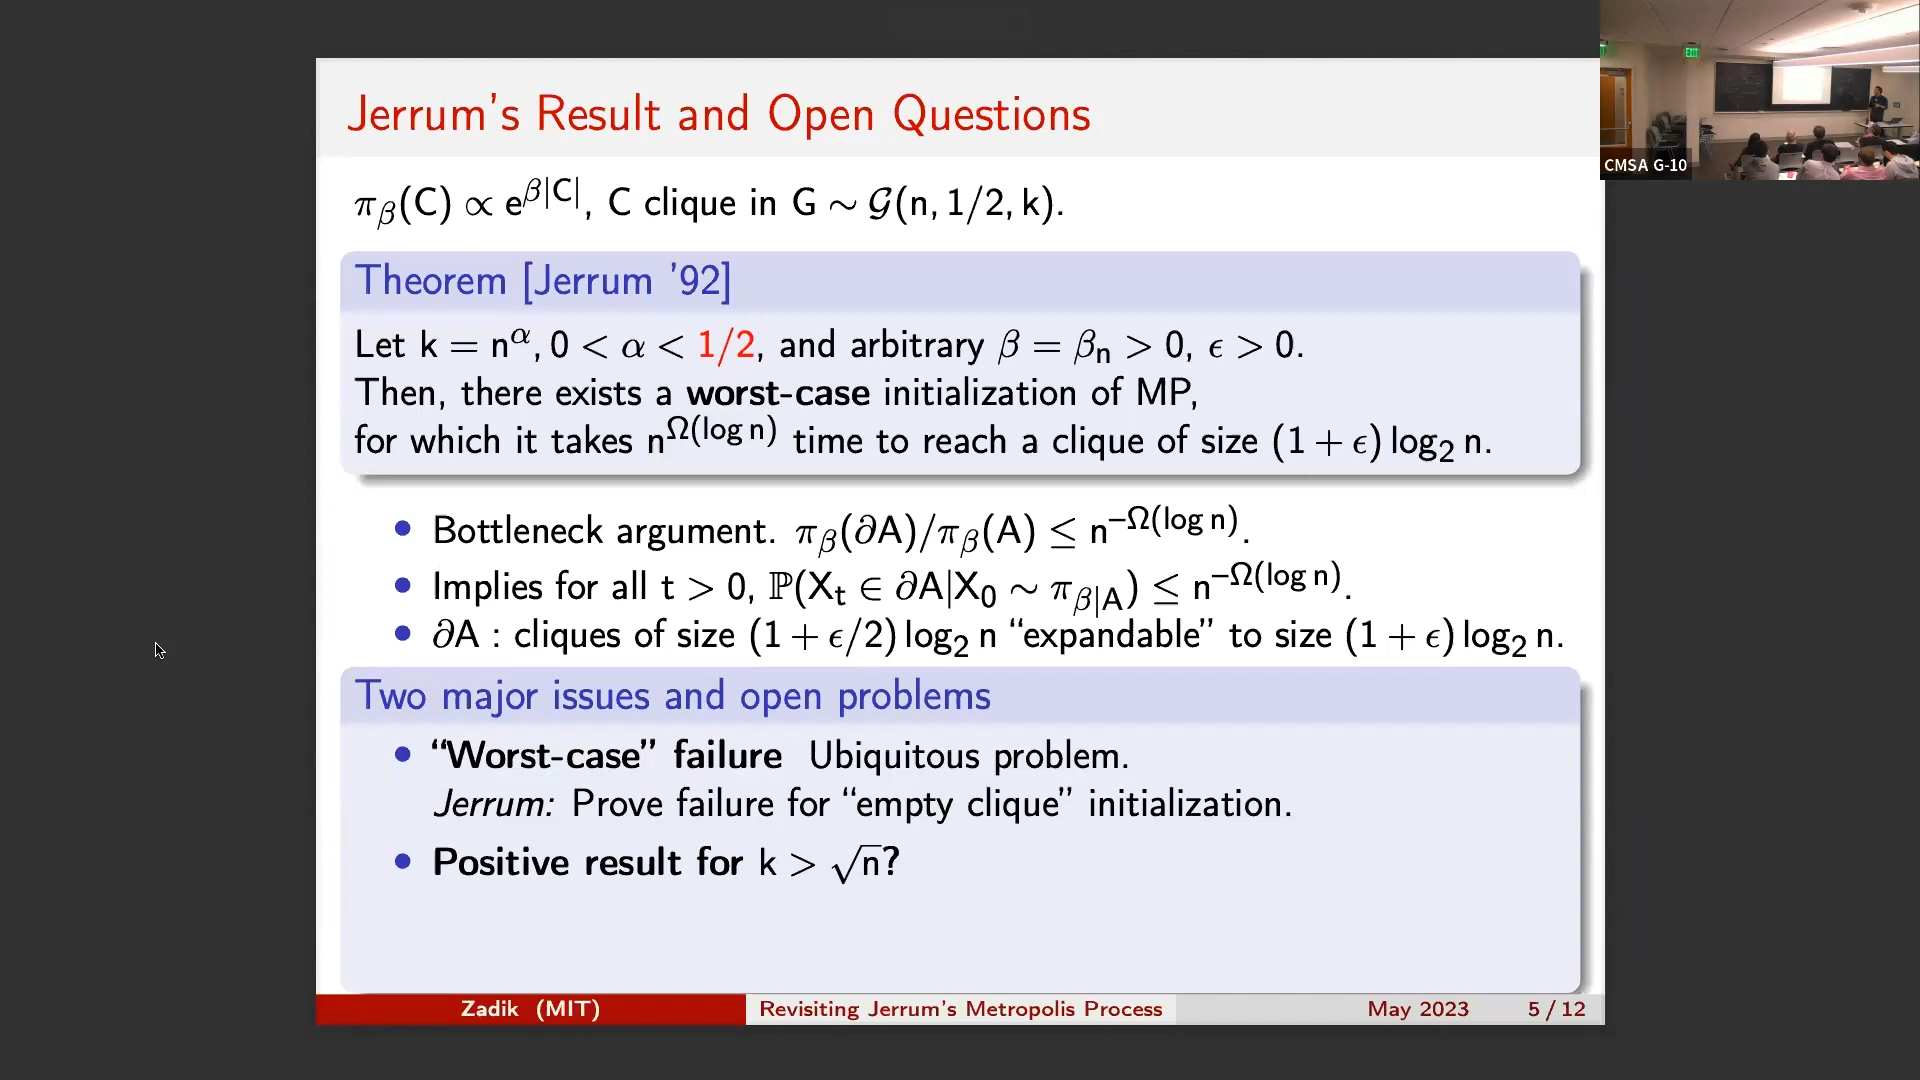 Jerrum's Result and Open Questions
π_β(C) ∝ e^{β|C|}, C clique in G ∼ 𝒢(n, 1/2, k).
Theorem [Jerrum '92]
Let k = n^α, 0 < α < 1/2, and arbitrary β = β_n > 0, ϵ > 0.
Then, there exists a worst-case initialization of MP,
for which it takes n^{Ω(log n)} time to reach a clique of size (1 + ϵ) log₂ n.
• Bottleneck argument. π_β(∂A)/π_β(A) ≤ n^{−Ω(log n)}.
• Implies for all t > 0, ℙ(X_t ∈ ∂A|X_0 ∼ π_{β|A}) ≤ n^{−Ω(log n)}.
• ∂A : cliques of size (1 + ϵ/2) log₂ n “expandable” to size (1 + ϵ) log₂ n.
Two major issues and open problems
• “Worst-case” failure Ubiquitous problem.
Jerrum: Prove failure for “empty clique” initialization.
• Positive result for k > √n?
Zadik (MIT) Revisiting Jerrum's Metropolis Process May 2023 5 / 12
CMSA G-10
EXIT